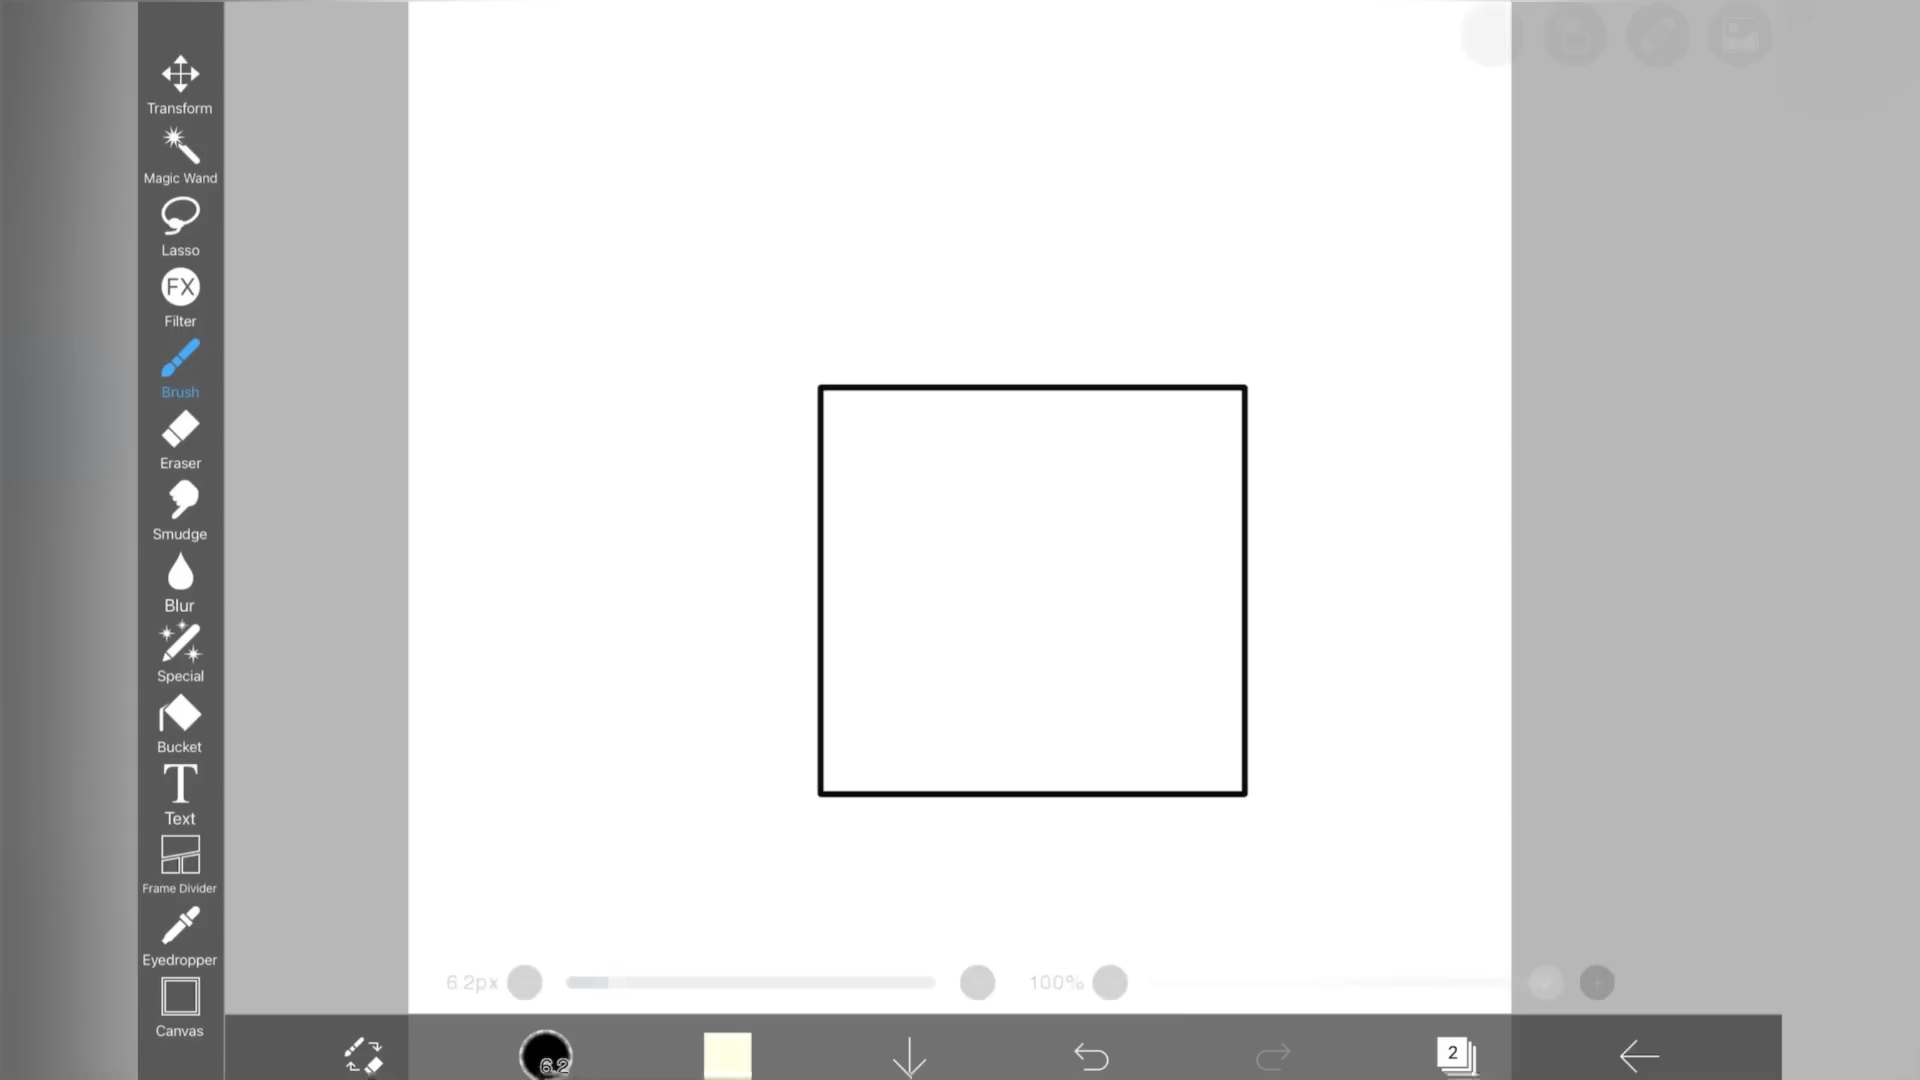 Transform
Magic Wand
Lasso
FX
Filter
Brush
Eraser
Smudge
Blur
Special
Bucket
T
Text
Frame Divider
Eyedropper
Canvas
6.2px
100%
6.2
2